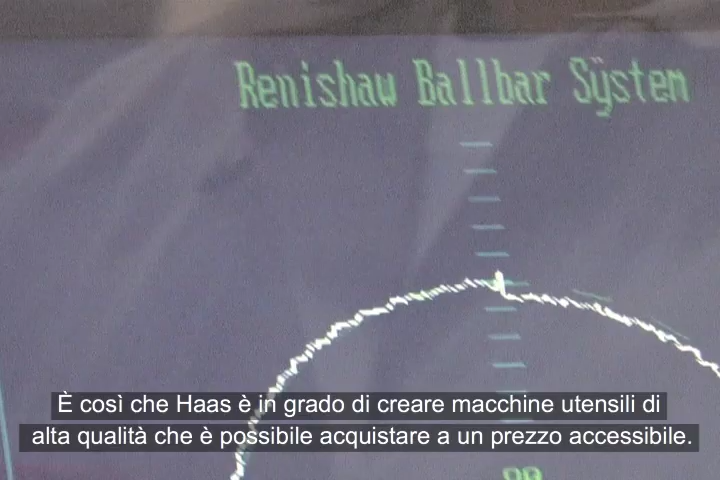 Renishaw Ballbar System
È così che Haas è in grado di creare macchine utensili di
alta qualità che è possibile acquistare a un prezzo accessibile.